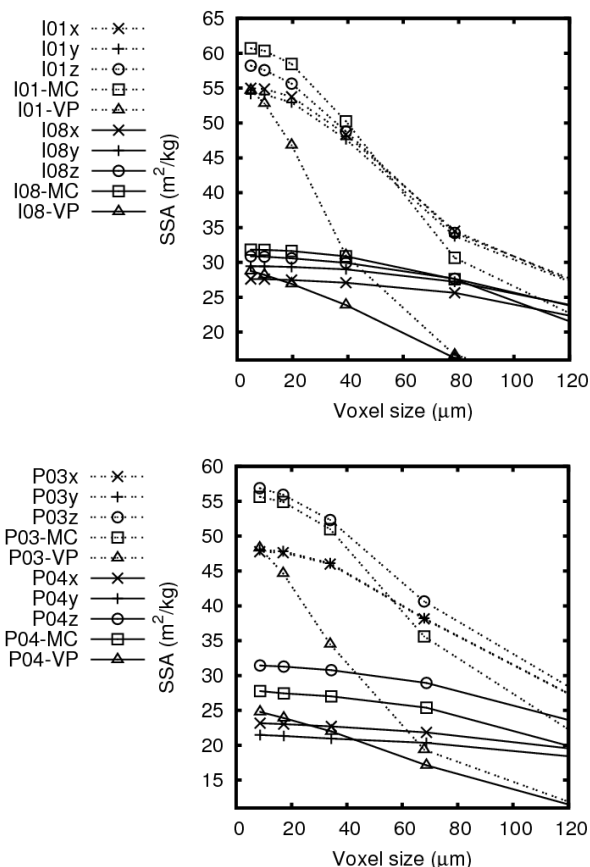 I01x
I01y
I01z
I01-MC
I01-VP
I08x
I08y
I08z
I08-MC
I08-VP
SSA (m²/kg)
65
60
55
50
45
40
35
30
25
20
0 20 40 60 80 100 120
Voxel size (μm)
P03x
P03y
P03z
P03-MC
P03-VP
P04x
P04y
P04z
P04-MC
P04-VP
SSA (m²/kg)
60
55
50
45
40
35
30
25
20
15
0 20 40 60 80 100 120
Voxel size (μm)